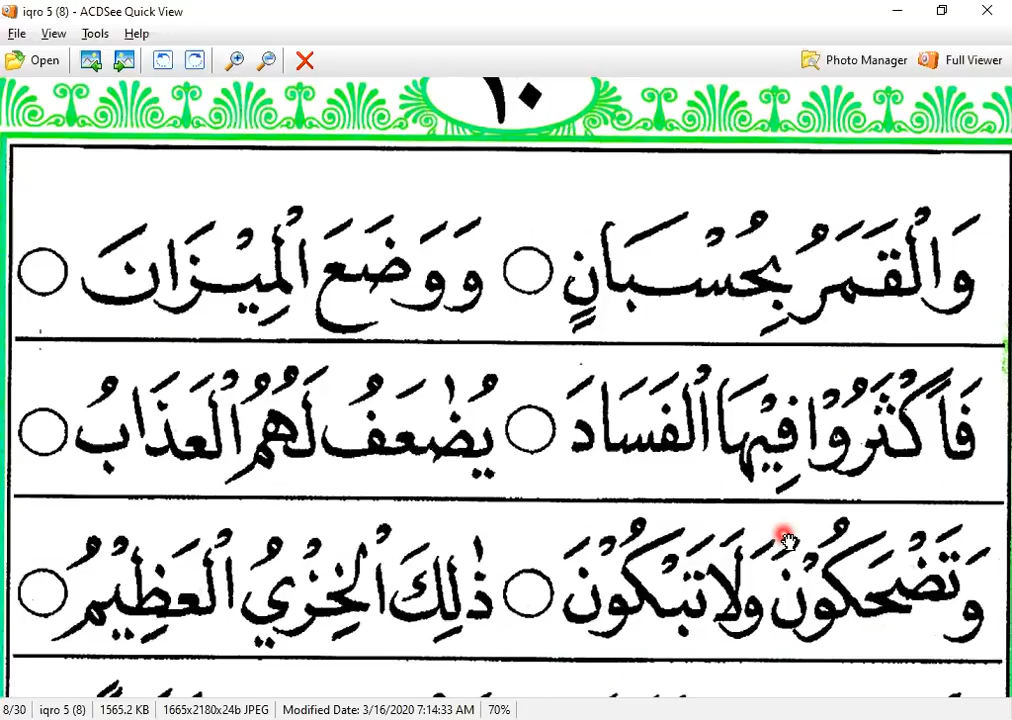 iqro 5 (8) - ACDSee Quick View
File View Tools Help
Open Photo Manager Full Viewer
١٠
وَالْقَمَرُ بِحُسْبَانٍ ○ وَوَضَعَ الْمِيْزَانَ ○
فَاَكْثَرُوْا فِيْهَا الْفَسَادَ ○ يُضٰعَفُ لَهُمُ الْعَذَابُ ○
وَتَضْحَكُوْنَ وَلَا تَبْكُوْنَ ○ ذٰلِكَ الْخِزْيُ الْعَظِيْمُ ○
8/30 iqro 5 (8) 1565.2 KB 1665x2180x24b JPEG Modified Date: 3/16/2020 7:14:33 AM 70%